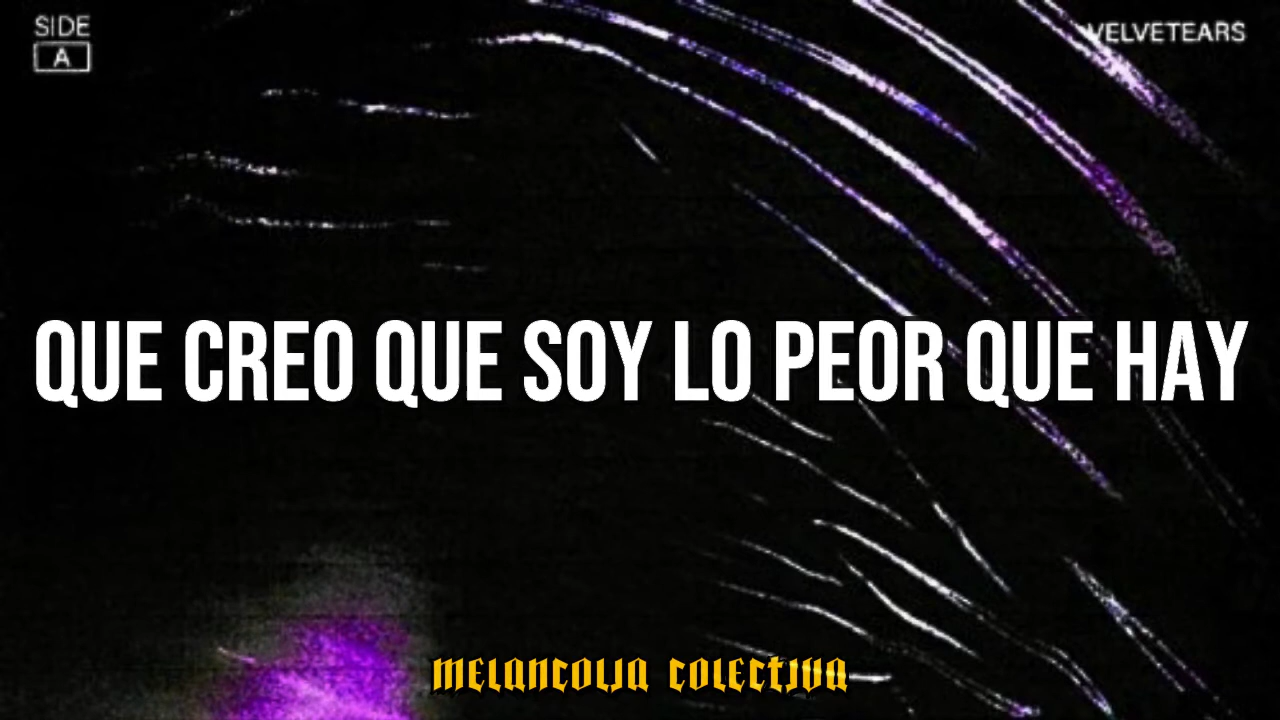 SIDE
A
VELVETEARS
QUE CREO QUE SOY LO PEOR QUE HAY
MELANCOLIA COLECTIVA